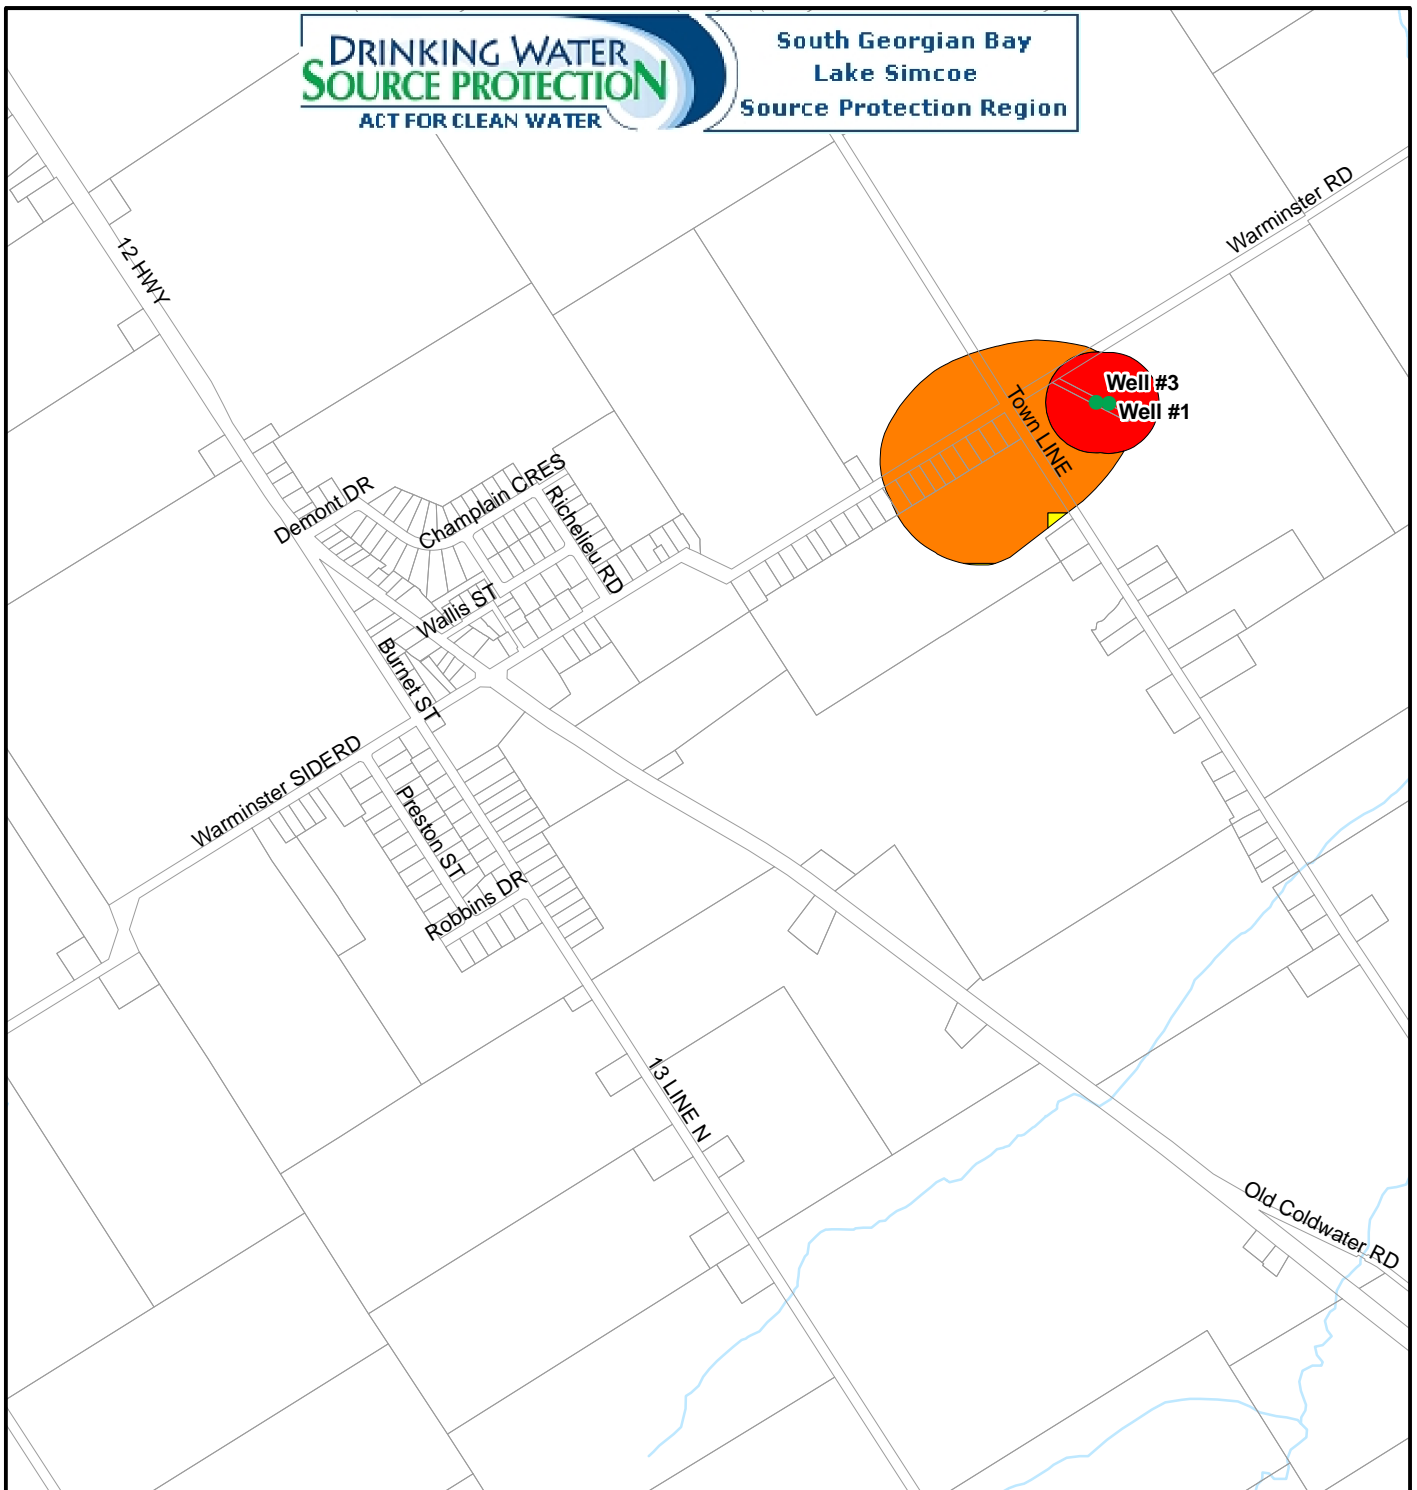 DRINKING WATER
SOURCE PROTECTION
ACT FOR CLEAN WATER
South Georgian Bay
Lake Simcoe
Source Protection Region
Warminster RD
12 HWY
Well #3
Well #1
Town LINE
Demont DR
Champlain CRES
Richelieu RD
Wallis ST
Burnet ST
Warminster SIDERD
Preston ST
Robbins DR
13 LINE N
Old Coldwater RD